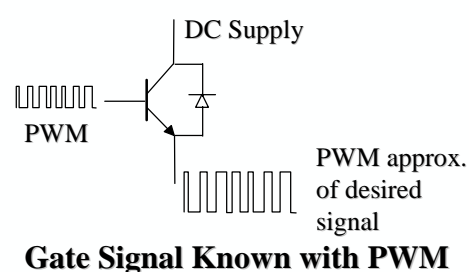 DC Supply
PWM
PWM approx.
of desired
signal
Gate Signal Known with PWM